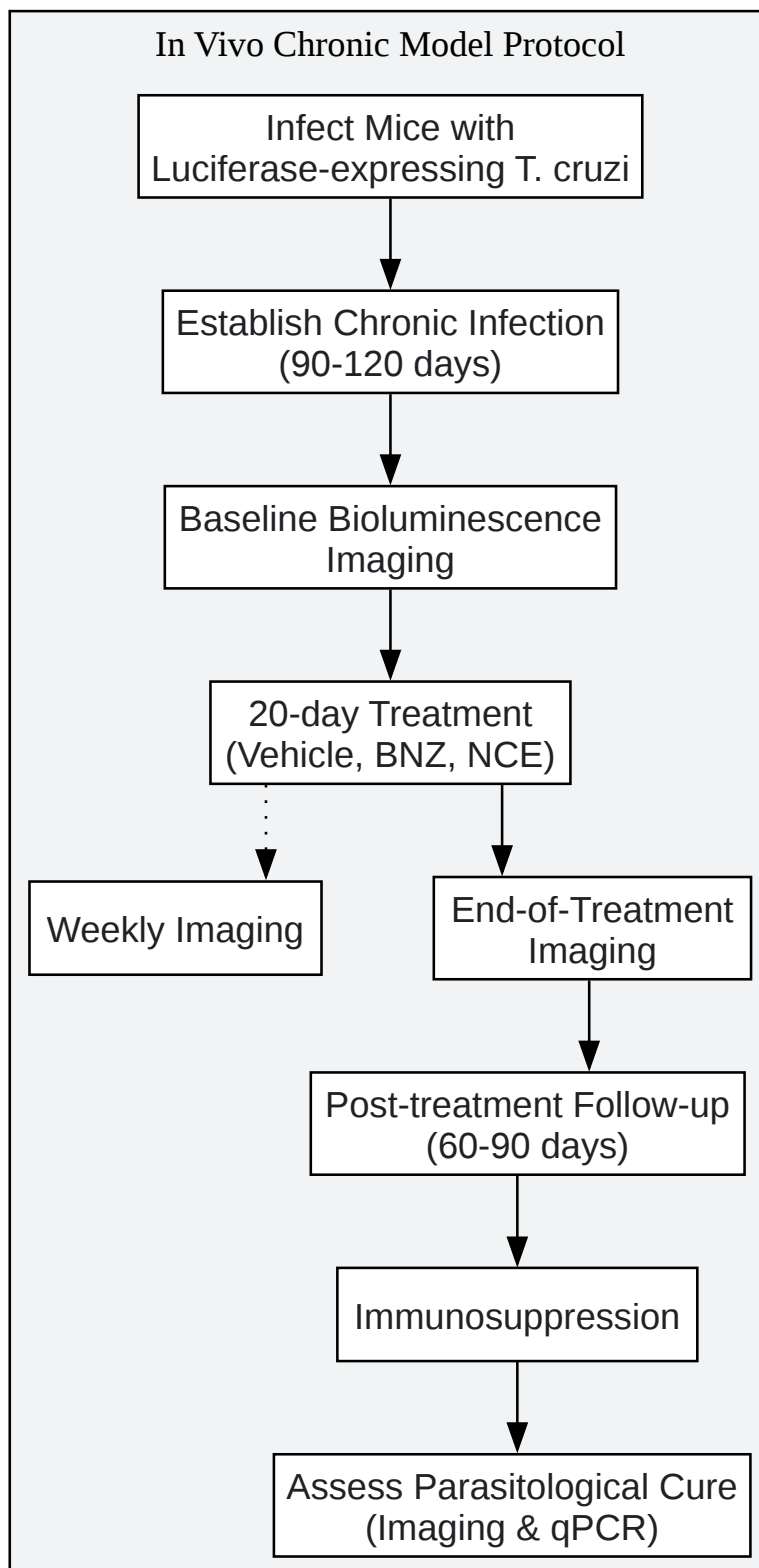 In Vivo Chronic Model Protocol
Infect Mice with
Luciferase-expressing T. cruzi
Establish Chronic Infection
(90-120 days)
Baseline Bioluminescence
Imaging
20-day Treatment
(Vehicle, BNZ, NCE)
Weekly Imaging
End-of-Treatment
Imaging
Post-treatment Follow-up
(60-90 days)
Immunosuppression
Assess Parasitological Cure
(Imaging & qPCR)